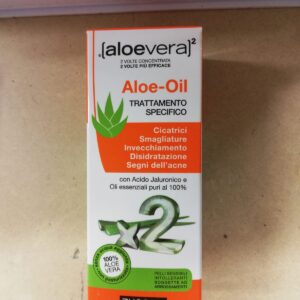 [aloevera]²
2 VOLTE CONCENTRATA
2 VOLTE PIÙ EFFICACE
Aloe-Oil
TRATTAMENTO
SPECIFICO
Cicatrici
Smagliature
Invecchiamento
Disidratazione
Segni dell'acne
con Acido Jaluronico e
Oli essenziali puri al 100%
x2
100%
ALOE
VERA
PELLI SENSIBILI
INTOLLERANTI
SOGGETTE AD
ARROSSAMENTI